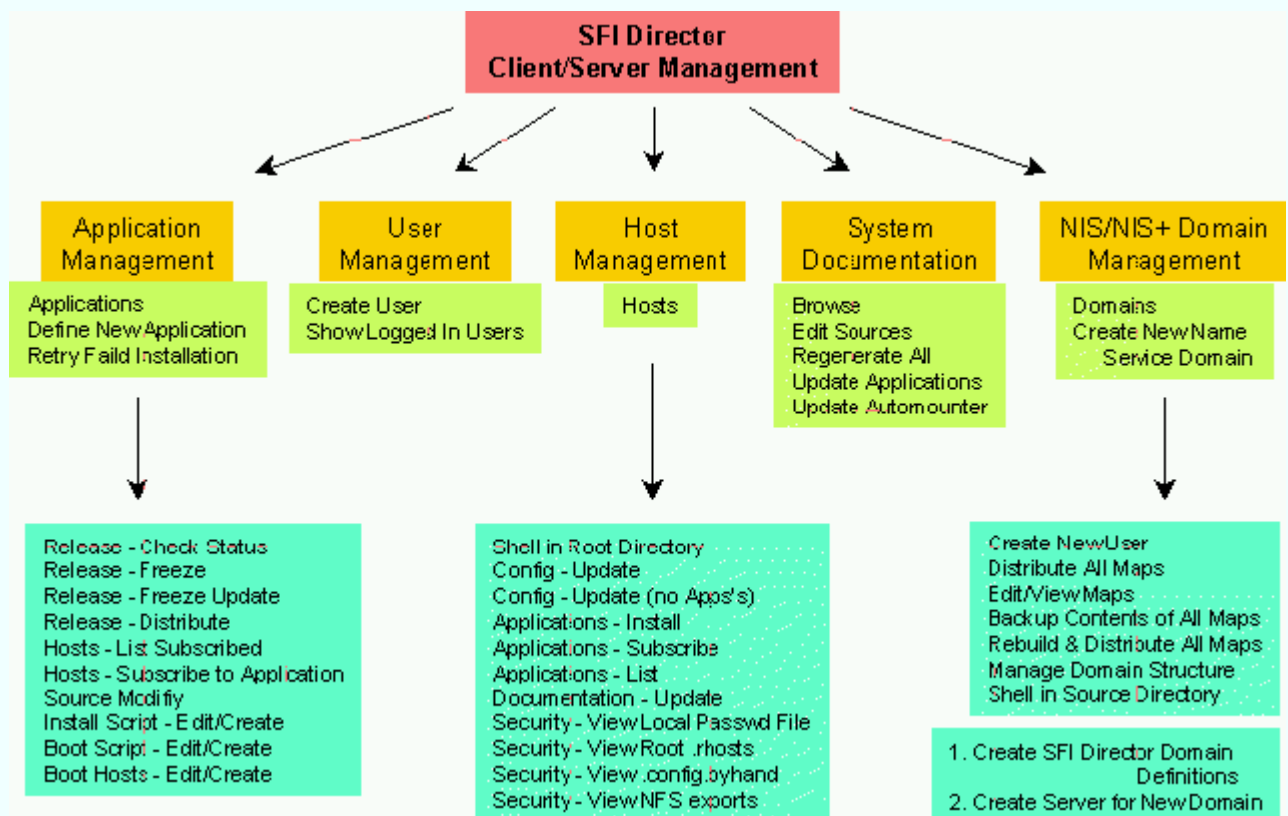 SFI Director
Client/Server Management
Application
Management
User
Management
Host
Management
System
Documentation
NIS/NIS+ Domain
Management
Applications
Define New Application
Retry Faild Installation
Create User
Show Logged In Users
Hosts
Browse
Edit Sources
Regenerate All
Update Applications
Update Automounter
Domains
Create New Name
Service Domain
Release - Check Status
Release - Freeze
Release - Freeze Update
Release - Distribute
Hosts - List Subscribed
Hosts - Subscribe to Application
Source Modifiy
Install Script - Edit/Create
Boot Script - Edit/Create
Boot Hosts - Edit/Create
Shell in Root Directory
Config - Update
Config - Update (no Apps's)
Applications - Install
Applications - Subscribe
Applications - List
Documentation - Update
Security - View Local Passwd File
Security - View Root .rhosts
Security - View .config.byhand
Security - View NFS exports
Create New User
Distribute All Maps
Edit/View Maps
Backup Contents of All Maps
Rebuild & Distribute All Maps
Manage Domain Structure
Shell in Source Directory
1. Create SFI Director Domain
Definitions
2. Create Server for New Domain